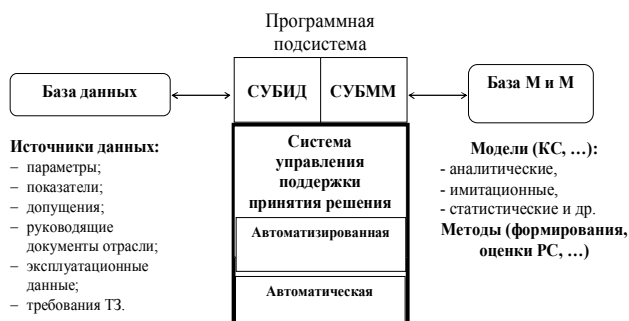 Программная
подсистема
База данных
СУБИД
СУБММ
База М и М
Источники данных:
– параметры;
– показатели;
– допущения;
– руководящие
документы отрасли;
– эксплуатационные
данные;
– требования ТЗ.
Система
управления
поддержки
принятия решения
Автоматизированная
Автоматическая
Модели (КС, ...):
- аналитические,
- имитационные,
- статистические и др.
Методы (формирования,
оценки РС, ...)